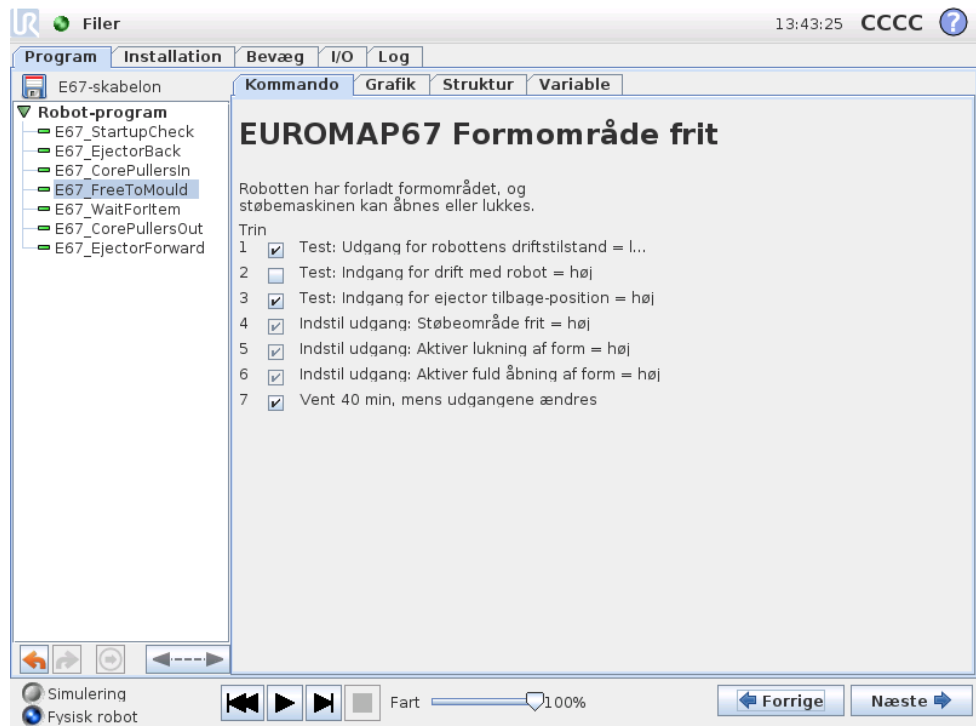 UR Filer 13:43:25 CCCC ?
Program Installation Bevæg I/O Log
E67-skabelon
Kommando Grafik Struktur Variable
Robot-program
E67_StartupCheck
E67_EjectorBack
E67_CorePullersIn
E67_FreeToMould
E67_WaitForItem
E67_CorePullersOut
E67_EjectorForward
EUROMAP67 Formområde frit
Robotten har forladt formområdet, og
støbemaskinen kan åbnes eller lukkes.
Trin
1 Test: Udgang for robottens driftstilstand = l...
2 Test: Indgang for drift med robot = høj
3 Test: Indgang for ejector tilbage-position = høj
4 Indstil udgang: Støbeområde frit = høj
5 Indstil udgang: Aktiver lukning af form = høj
6 Indstil udgang: Aktiver fuld åbning af form = høj
7 Vent 40 min, mens udgangene ændres
Simulering
Fysisk robot
Fart 100%
Forrige Næste